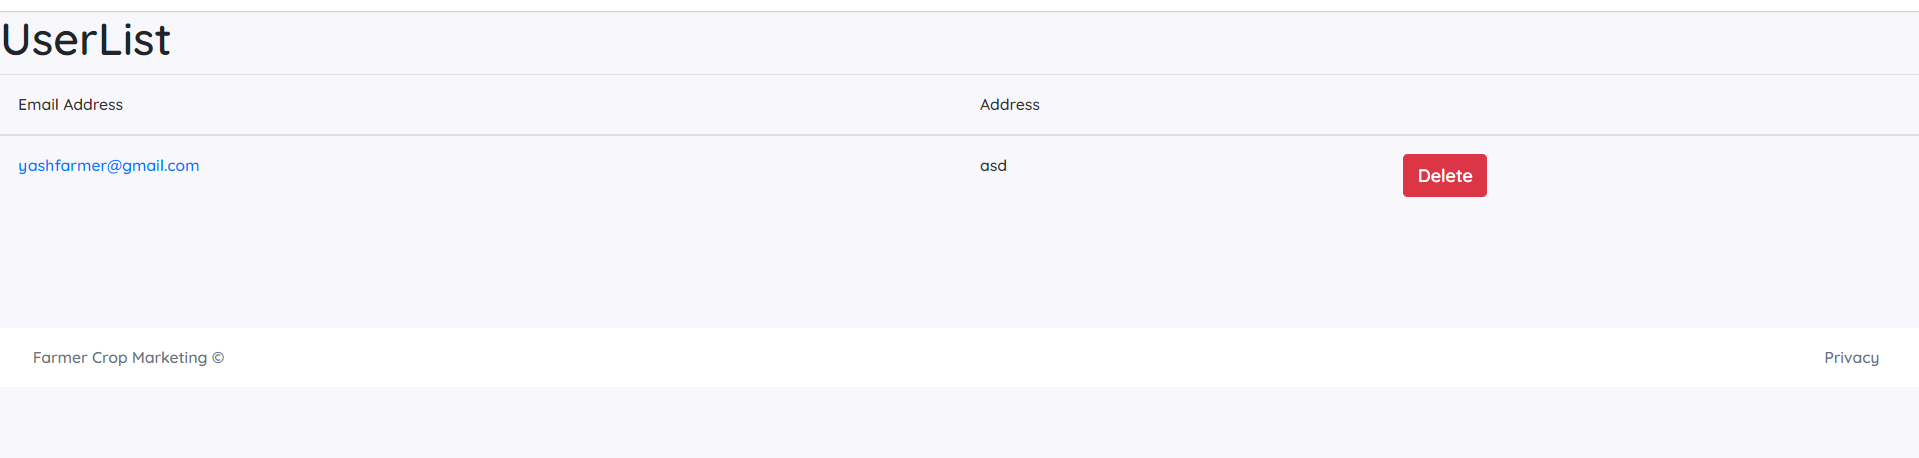 UserList
Email Address Address
yashfarmer@gmail.com asd Delete
Farmer Crop Marketing © Privacy